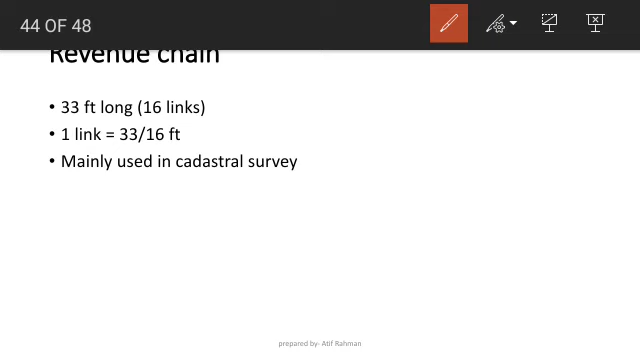 44 OF 48
Revenue chain
• 33 ft long (16 links)
• 1 link = 33/16 ft
• Mainly used in cadastral survey
prepared by- Atif Rahman